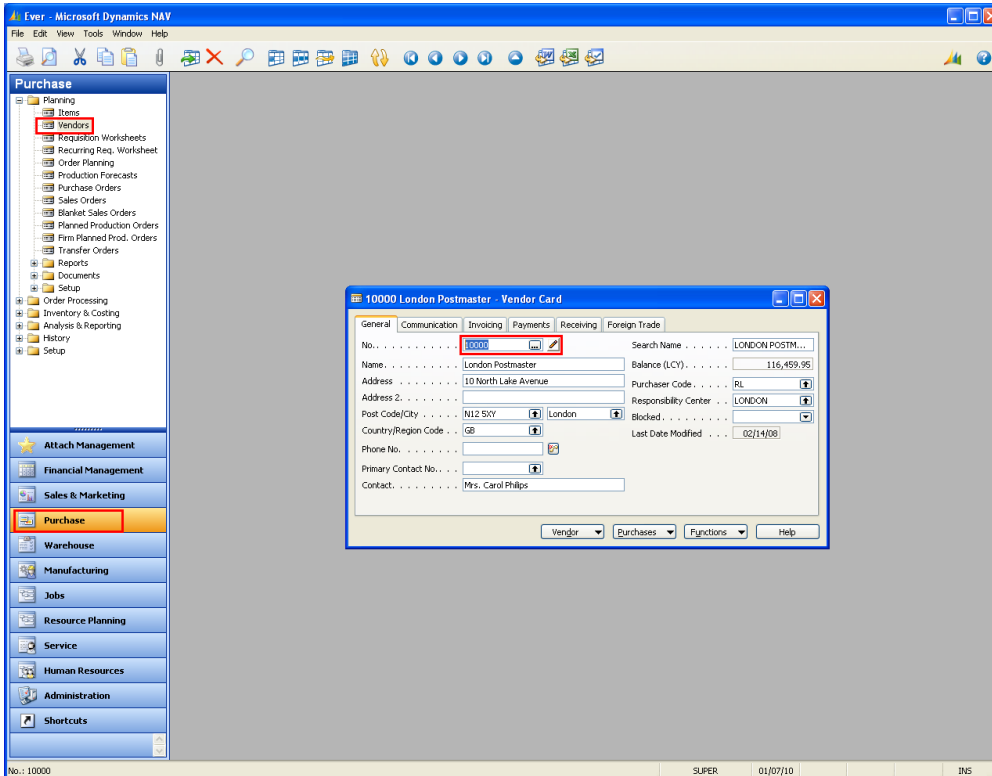 Ever - Microsoft Dynamics NAV
File Edit View Tools Window Help
Purchase
Planning
Items
Vendors
Requisition Worksheets
Recurring Req. Worksheet
Order Planning
Production Forecasts
Purchase Orders
Sales Orders
Blanket Sales Orders
Planned Production Orders
Firm Planned Prod. Orders
Transfer Orders
Reports
Documents
Setup
Order Processing
Inventory & Costing
Analysis & Reporting
History
Setup
Attach Management
Financial Management
Sales & Marketing
Purchase
Warehouse
Manufacturing
Jobs
Resource Planning
Service
Human Resources
Administration
Shortcuts
10000 London Postmaster - Vendor Card
General Communication Invoicing Payments Receiving Foreign Trade
No. . . . . . . . . . . . 10000 ... Search Name . . . . . . LONDON POSTM...
Name. . . . . . . . . . London Postmaster Balance (LCY). . . . . . 116,459.95
Address . . . . . . . . 10 North Lake Avenue Purchaser Code. . . . . RL
Address 2. . . . . . . . Responsibility Center . . LONDON
Post Code/City . . . . . N12 5XY London Blocked. . . . . . . . .
Country/Region Code . . GB Last Date Modified . . . 02/14/08
Phone No. . . . . . . .
Primary Contact No. . . .
Contact. . . . . . . . . Mrs. Carol Philips
Vendor Purchases Functions Help
No.: 10000 SUPER 01/07/10 INS